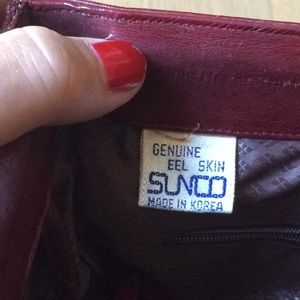 GENUINE
EEL SKIN
SUNCO
MADE IN KOREA